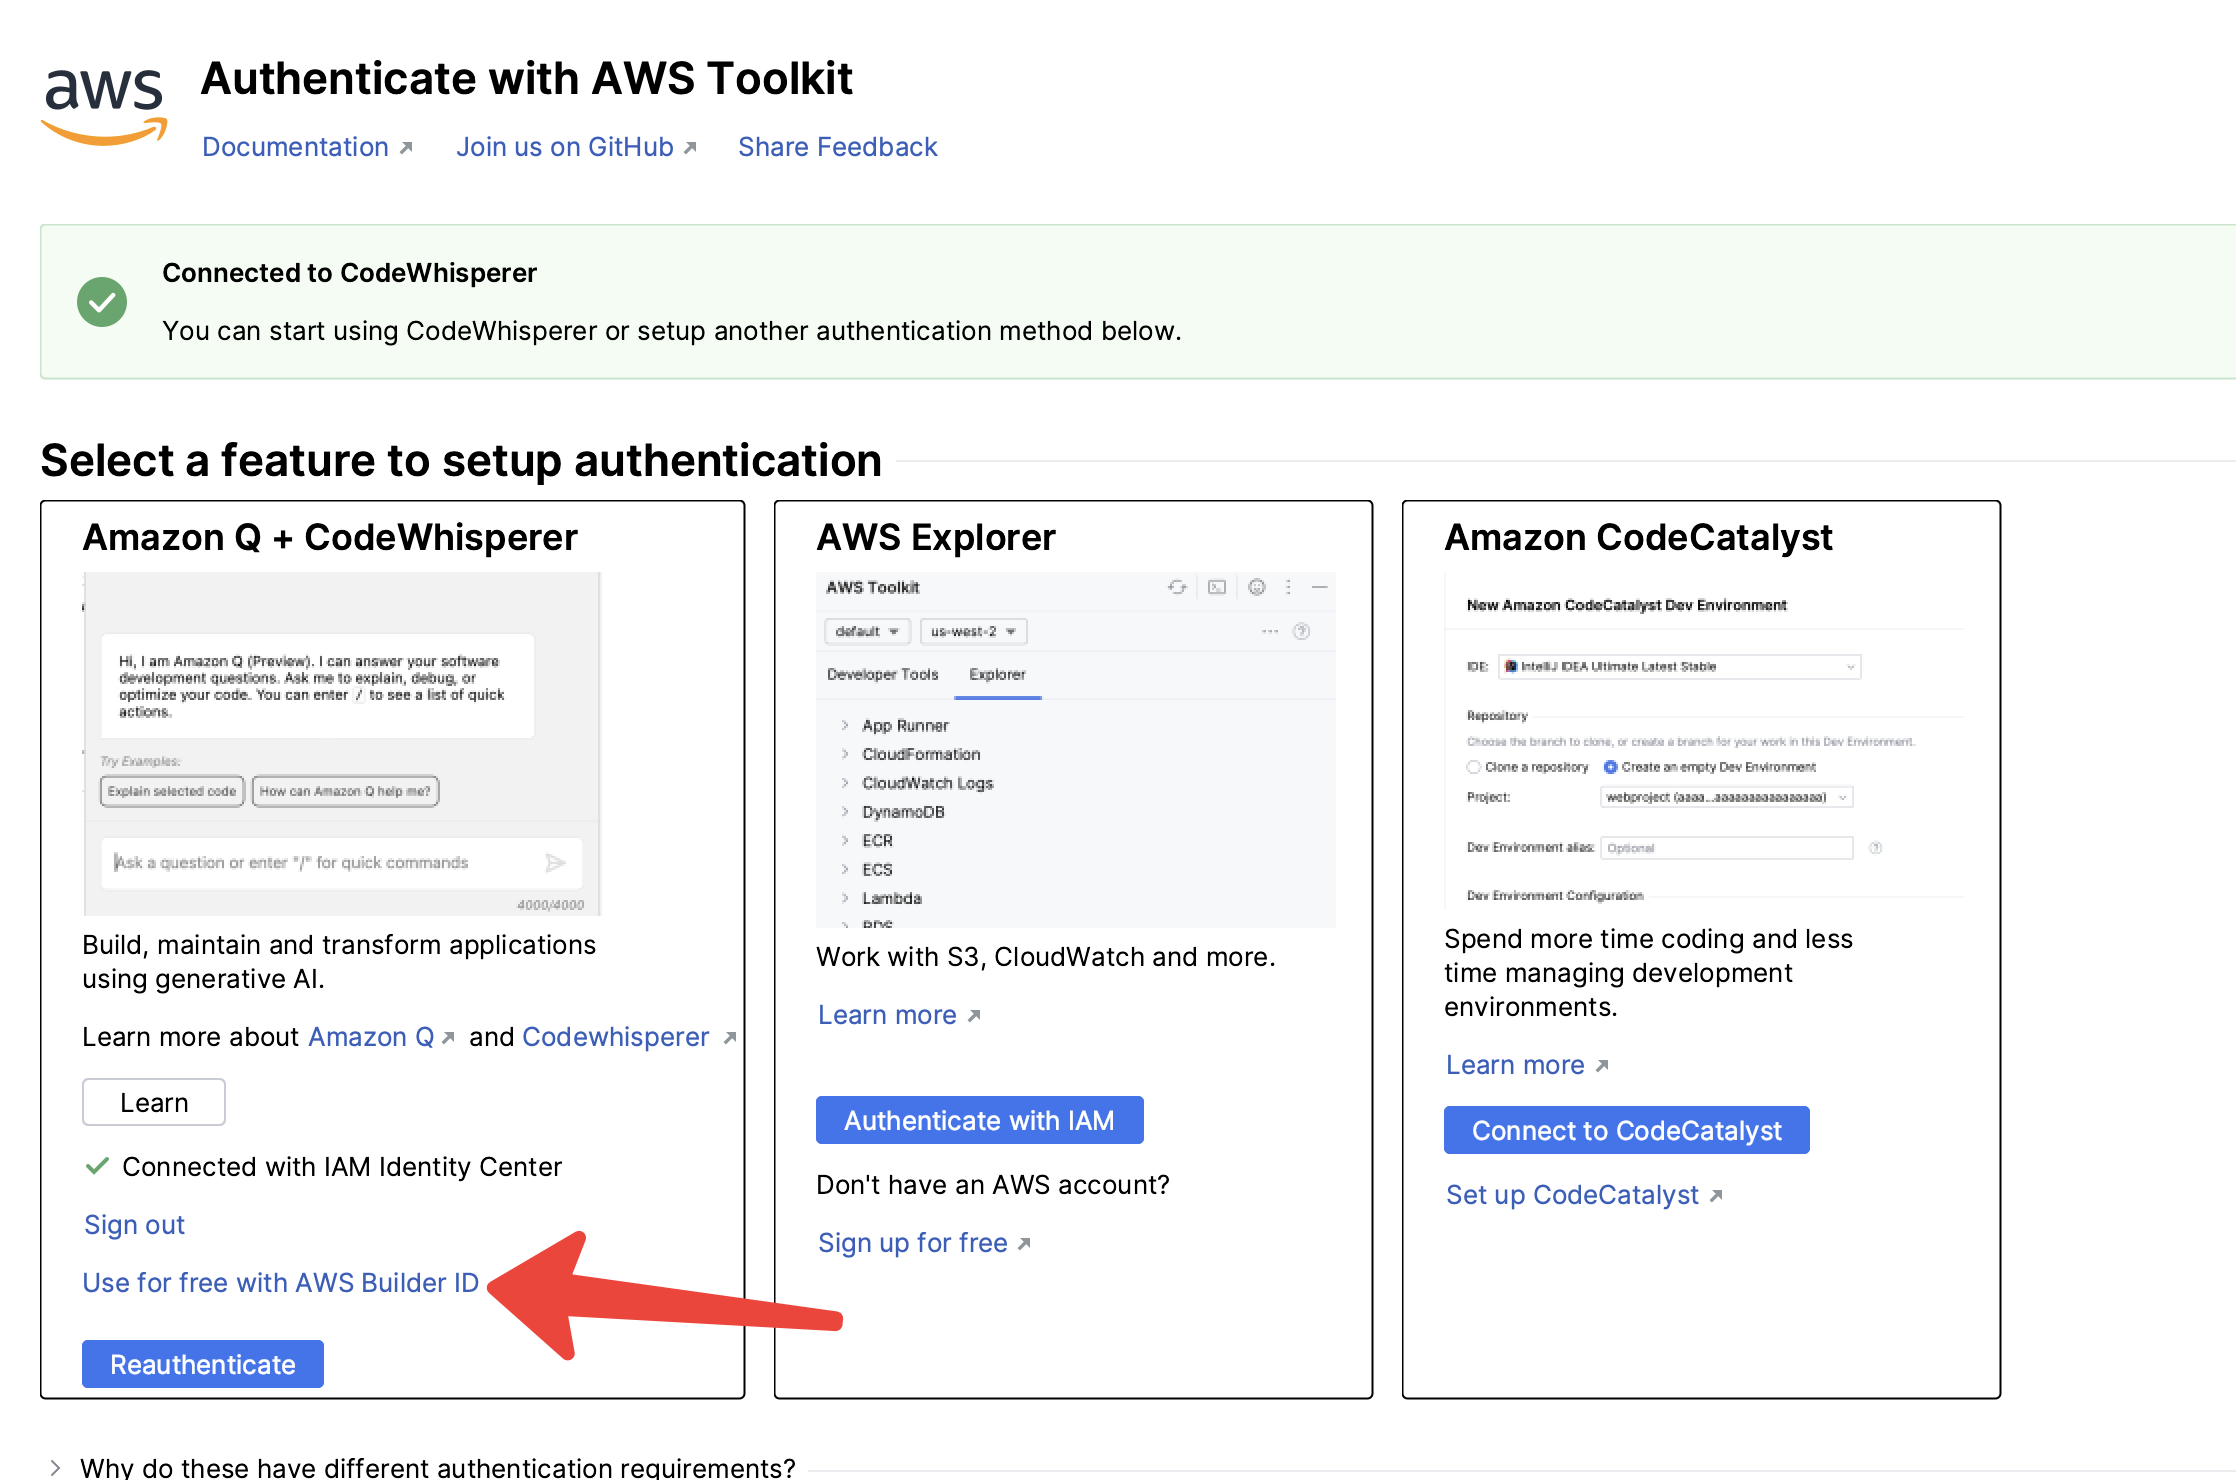 aws
Authenticate with AWS Toolkit
Documentation
Join us on GitHub
Share Feedback
Connected to CodeWhisperer
You can start using CodeWhisperer or setup another authentication method below.
Select a feature to setup authentication
Amazon Q + CodeWhisperer
Hi, I am Amazon Q (Preview). I can answer your software
development questions. Ask me to explain, debug, or
optimize your code. You can enter / to see a list of quick
actions.
Try Examples:
Explain selected code
How can Amazon Q help me?
Ask a question or enter "/" for quick commands
4000/4000
Build, maintain and transform applications
using generative AI.
Learn more about Amazon Q and Codewhisperer
Learn
Connected with IAM Identity Center
Sign out
Use for free with AWS Builder ID
Reauthenticate
AWS Explorer
AWS Toolkit
default
us-west-2
Developer Tools
Explorer
App Runner
CloudFormation
CloudWatch Logs
DynamoDB
ECR
ECS
Lambda
RDS
Work with S3, CloudWatch and more.
Learn more
Authenticate with IAM
Don't have an AWS account?
Sign up for free
Amazon CodeCatalyst
New Amazon CodeCatalyst Dev Environment
IDE: IntelliJ IDEA Ultimate Latest Stable
Repository
Choose the branch to clone, or create a branch for your work in this Dev Environment.
Clone a repository
Create an empty Dev Environment
Project: webproject (aaaa...aaaaaaaaaaaaaaaa)
Dev Environment alias: Optional
Dev Environment Configuration
Spend more time coding and less
time managing development
environments.
Learn more
Connect to CodeCatalyst
Set up CodeCatalyst
Why do these have different authentication requirements?